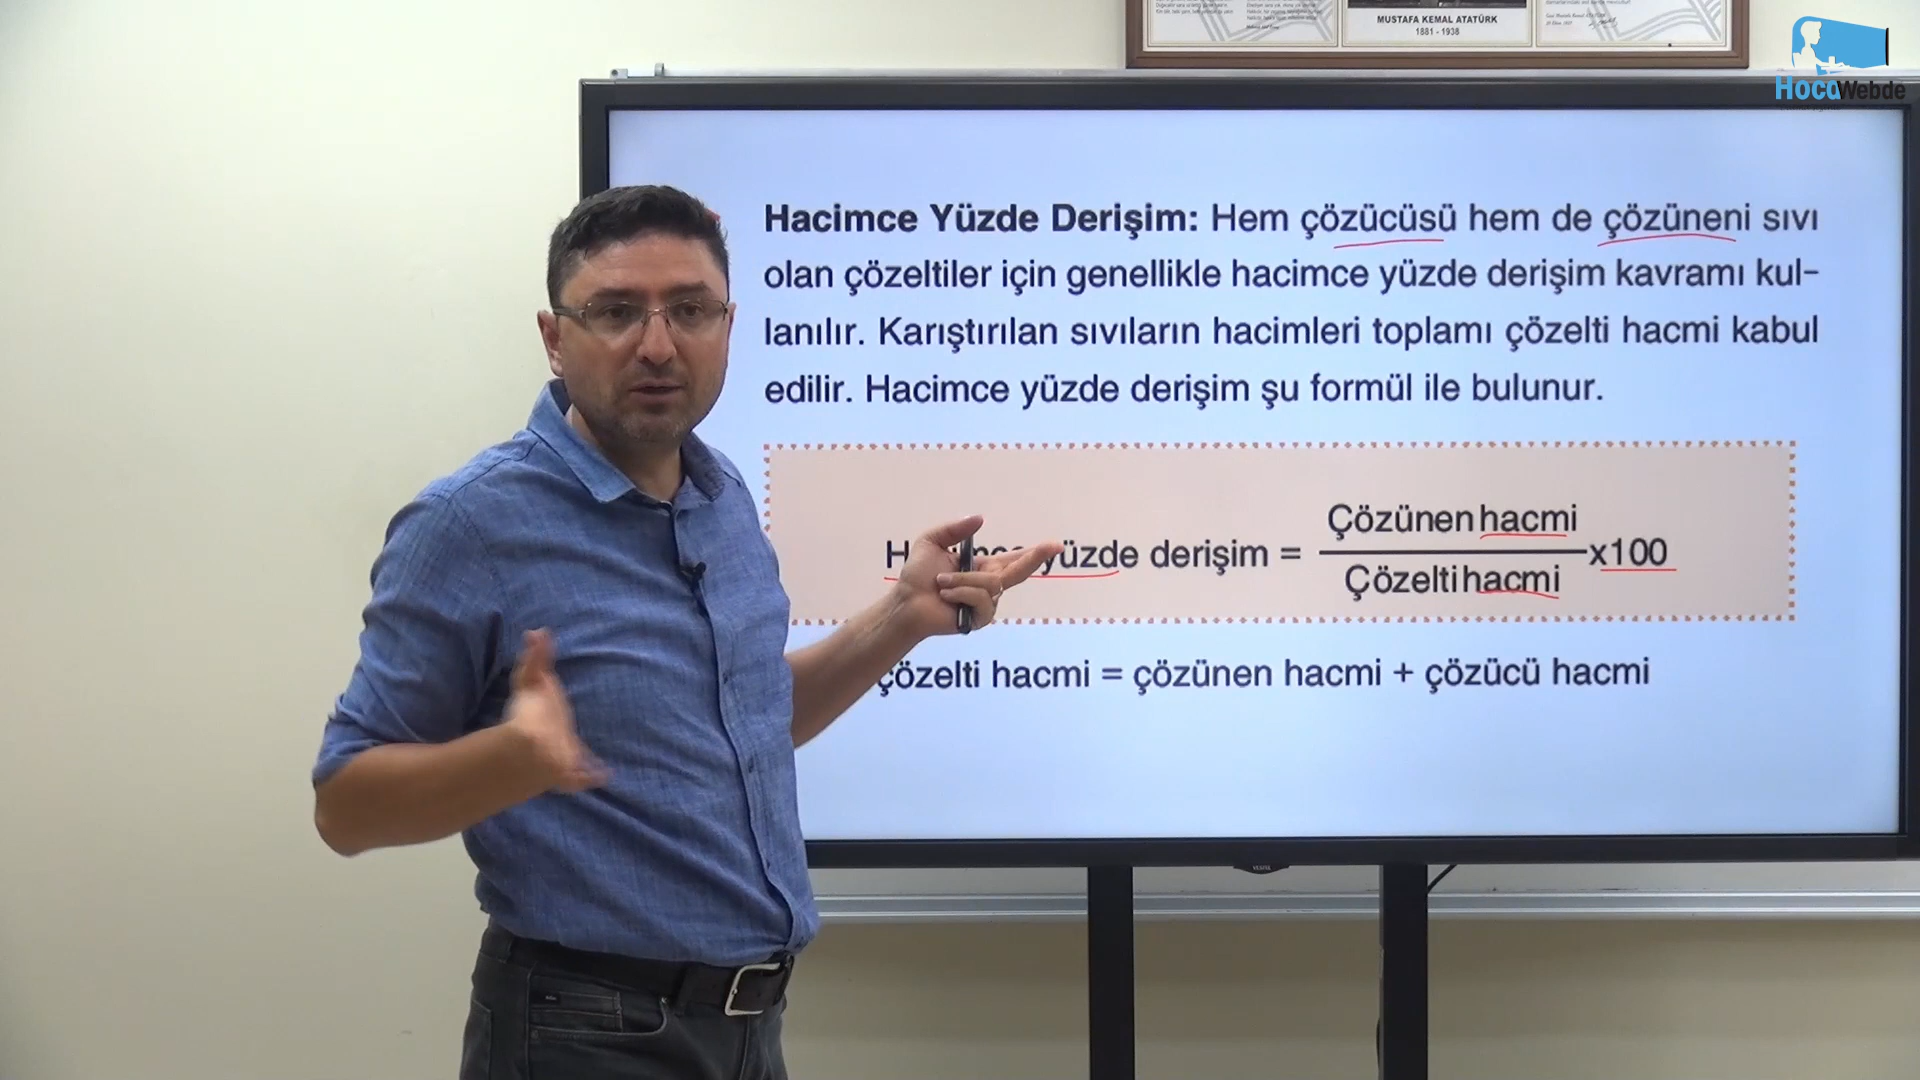 MUSTAFA KEMAL ATATÜRK
1881 - 1938
HocaWebde
Hacimce Yüzde Derişim: Hem çözücüsü hem de çözüneni sıvı
olan çözeltiler için genellikle hacimce yüzde derişim kavramı kul-
lanılır. Karıştırılan sıvıların hacimleri toplamı çözelti hacmi kabul
edilir. Hacimce yüzde derişim şu formül ile bulunur.
yüzde derişim = Çözünen hacmi / Çözelti hacmi x100
çözelti hacmi = çözünen hacmi + çözücü hacmi